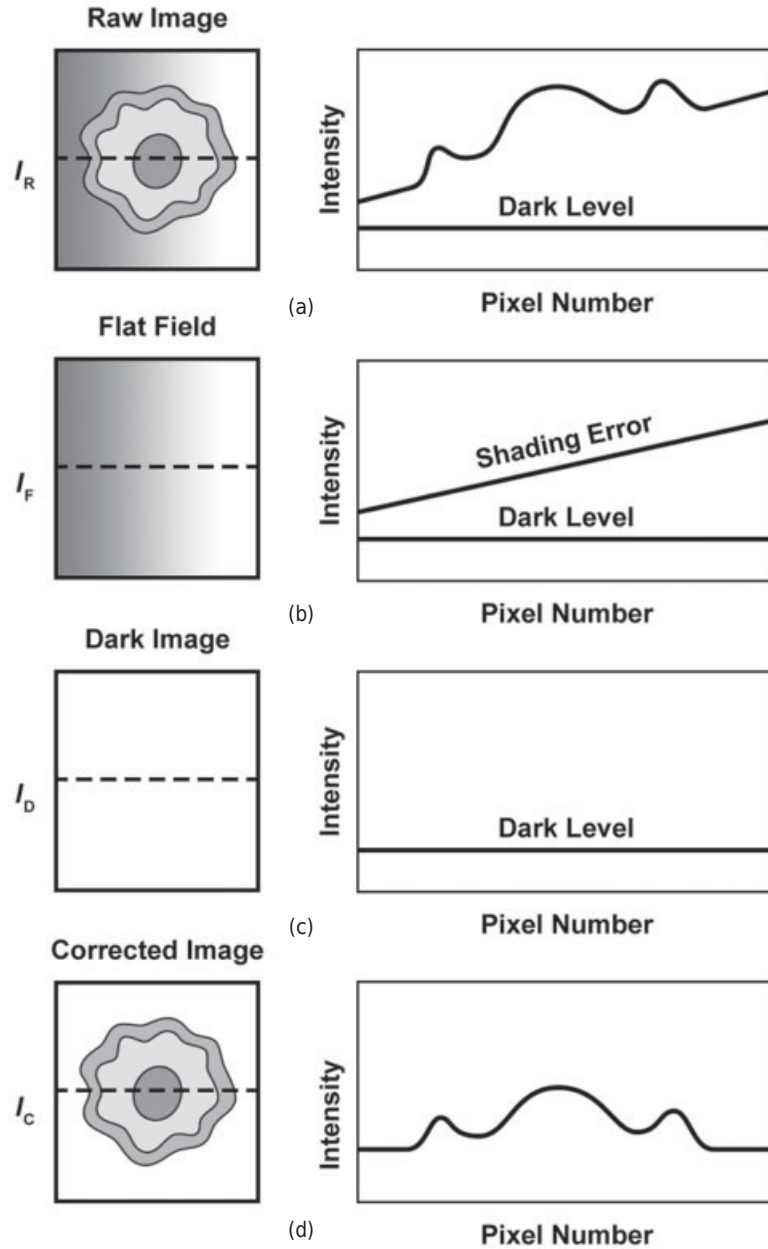 Raw Image
I_R
Intensity
Dark Level
Pixel Number
(a)
Flat Field
I_F
Intensity
Shading Error
Dark Level
Pixel Number
(b)
Dark Image
I_D
Intensity
Dark Level
Pixel Number
(c)
Corrected Image
I_C
Intensity
Pixel Number
(d)